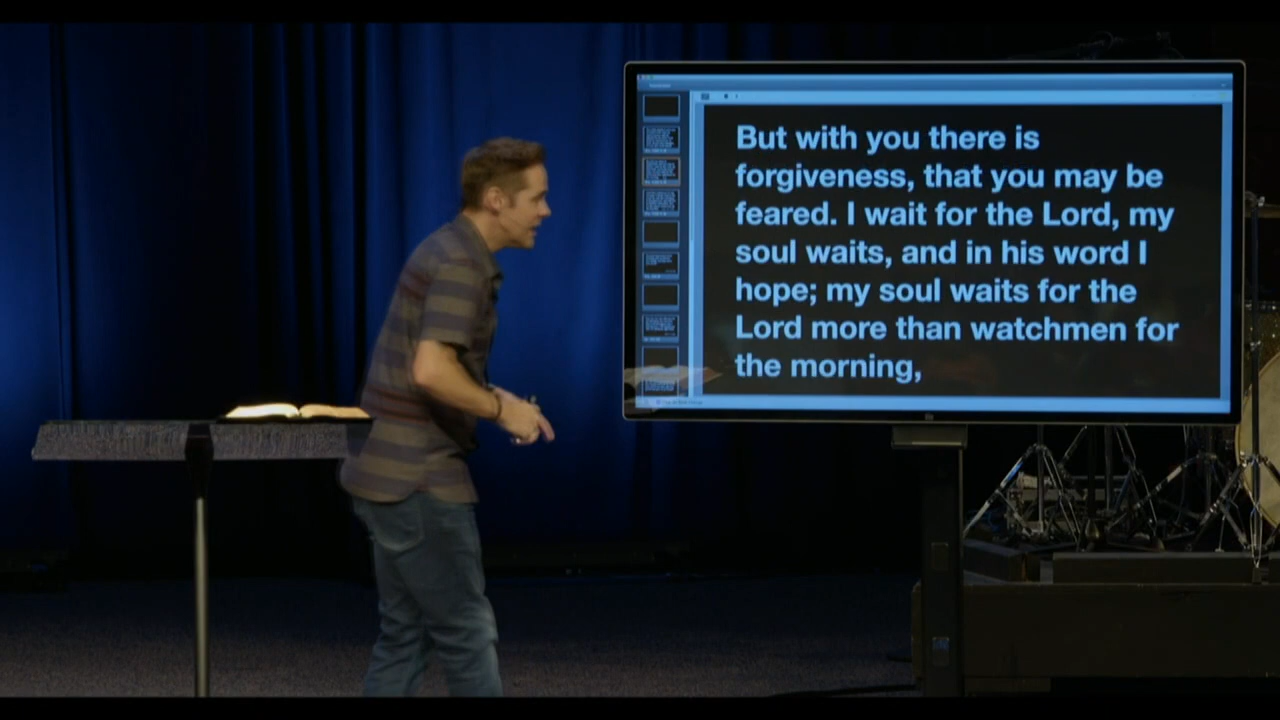 But with you there is
forgiveness, that you may be
feared. I wait for the Lord, my
soul waits, and in his word I
hope; my soul waits for the
Lord more than watchmen for
the morning,